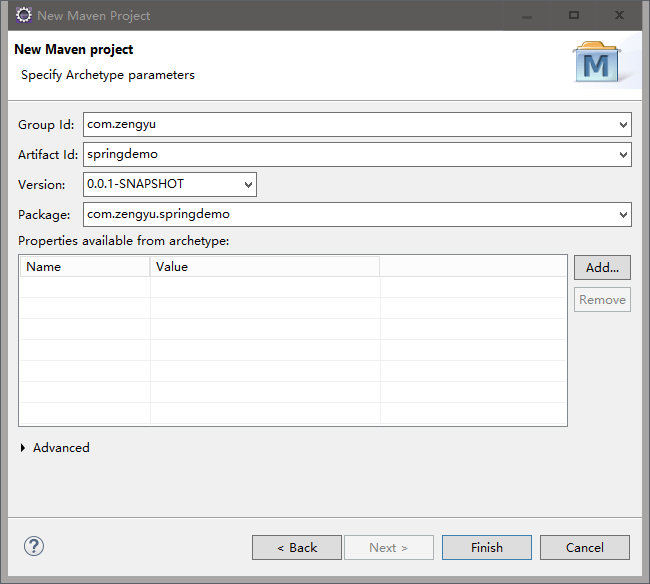 New Maven Project
New Maven project
Specify Archetype parameters
M
Group Id: com.zengyu
Artifact Id: springdemo
Version: 0.0.1-SNAPSHOT
Package: com.zengyu.springdemo
Properties available from archetype:
Name Value
Add...
Remove
Advanced
? < Back Next > Finish Cancel